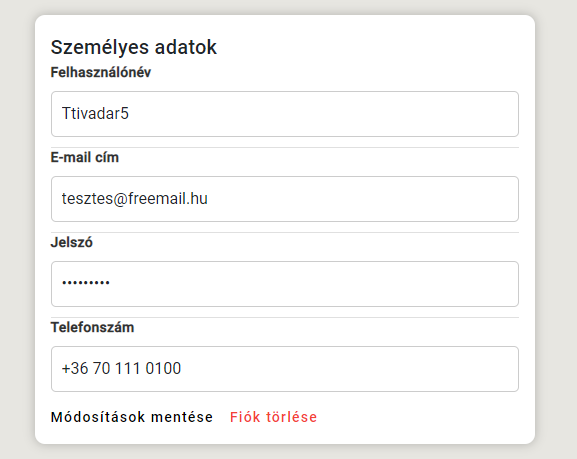 Személyes adatok
Felhasználónév
Ttivadar5
E-mail cím
tesztes@freemail.hu
Jelszó
•••••••••
Telefonszám
+36 70 111 0100
Módosítások mentése Fiók törlése